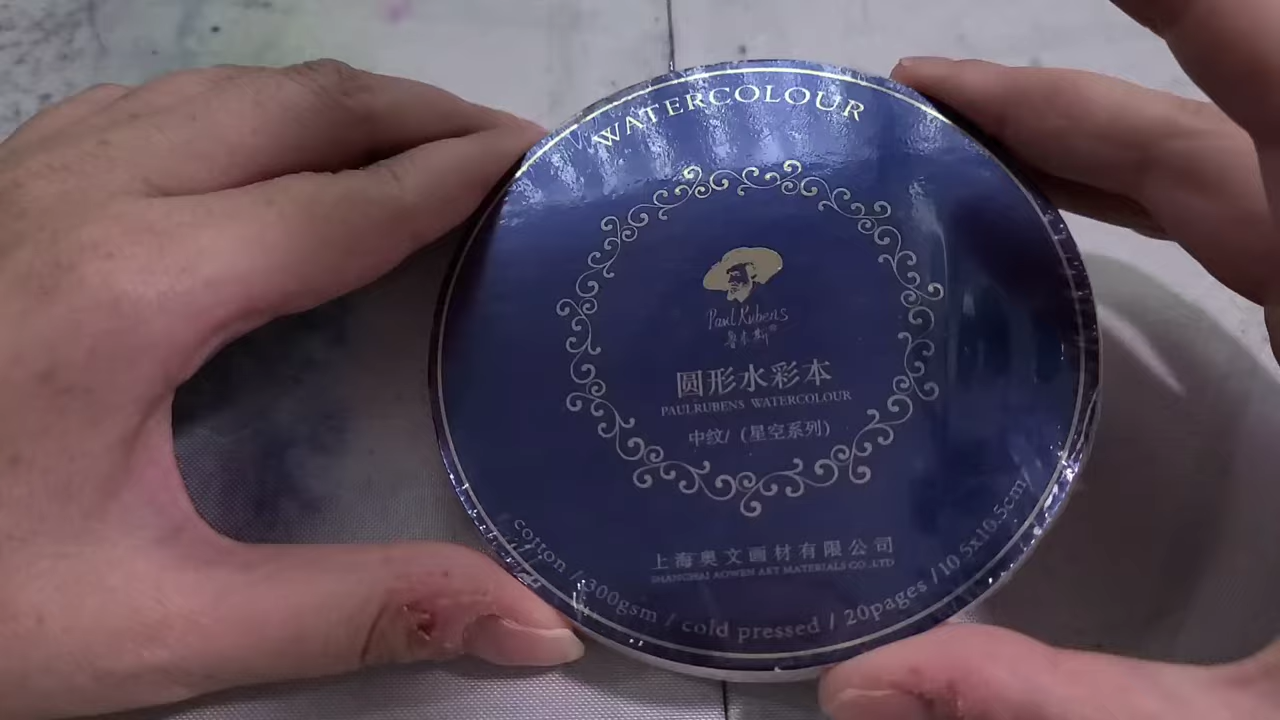 WATERCOLOUR
Paul Rubens
鲁本斯®
圆形水彩本
PAULRUBENS WATERCOLOUR
中纹/（星空系列）
上海奥文画材有限公司
SHANGHAI AOWEN ART MATERIALS CO .,LTD
cotton / 300gsm / cold pressed / 20pages / 10.5x10.5cm/